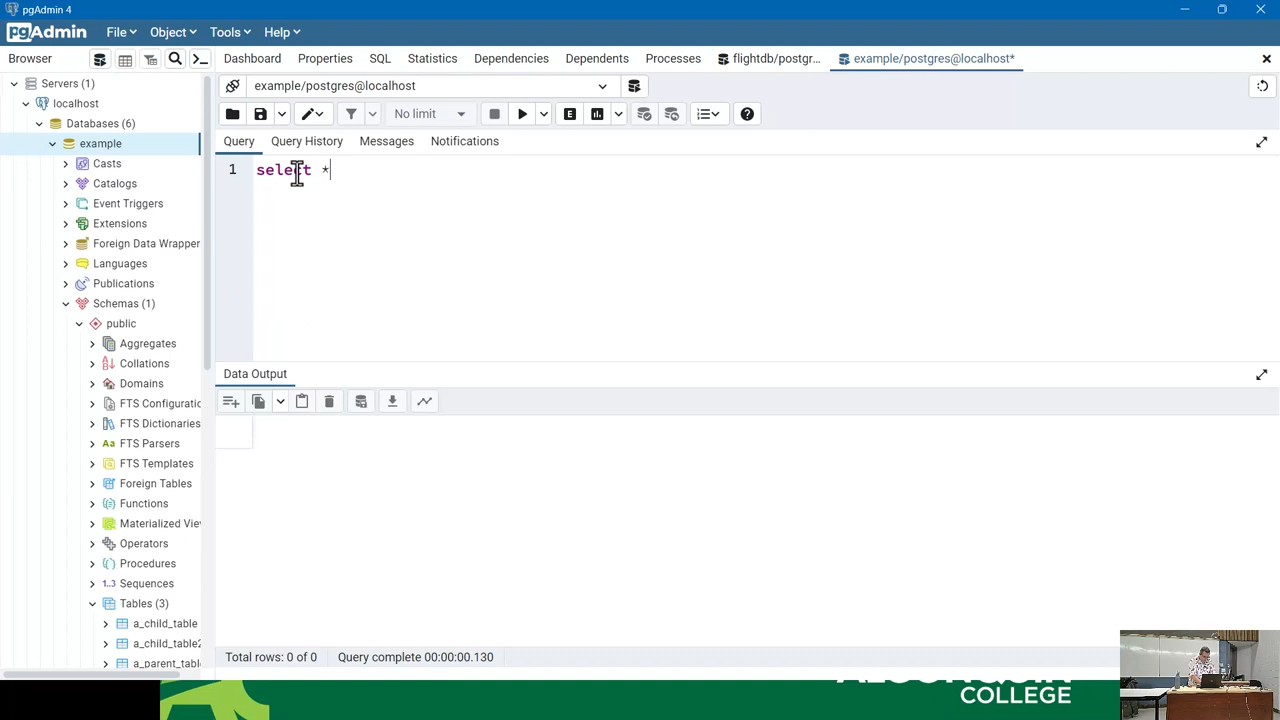 pgAdmin 4
pgAdmin File Object Tools Help
Browser Dashboard Properties SQL Statistics Dependencies Dependents Processes flightdb/postgr... example/postgres@localhost*
Servers (1)
example/postgres@localhost
localhost
No limit
Databases (6)
example
Query Query History Messages Notifications
Casts
1 select *
Catalogs
Event Triggers
Extensions
Foreign Data Wrapper
Languages
Publications
Schemas (1)
public
Aggregates
Collations
Data Output
Domains
FTS Configuratio
FTS Dictionaries
FTS Parsers
FTS Templates
Foreign Tables
Functions
Materialized Vie
Operators
Procedures
Sequences
Tables (3)
a_child_table
a_child_table2
a_parent_tabl
Total rows: 0 of 0 Query complete 00:00:00.130
ALGONQUIN
COLLEGE